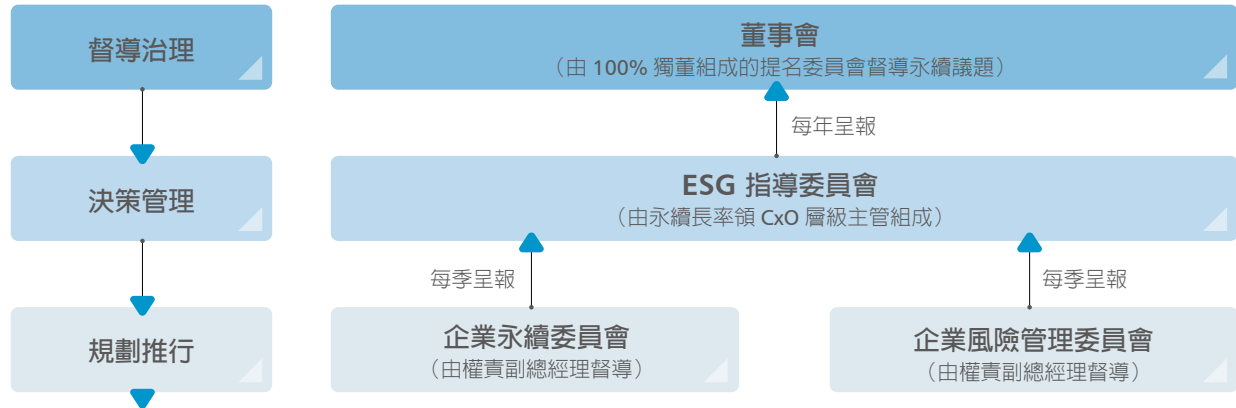 督導治理
董事會
（由 100% 獨董組成的提名委員會督導永續議題）
每年呈報
決策管理
ESG 指導委員會
（由永續長率領 CxO 層級主管組成）
每季呈報
每季呈報
規劃推行
企業永續委員會
（由權責副總經理督導）
企業風險管理委員會
（由權責副總經理督導）